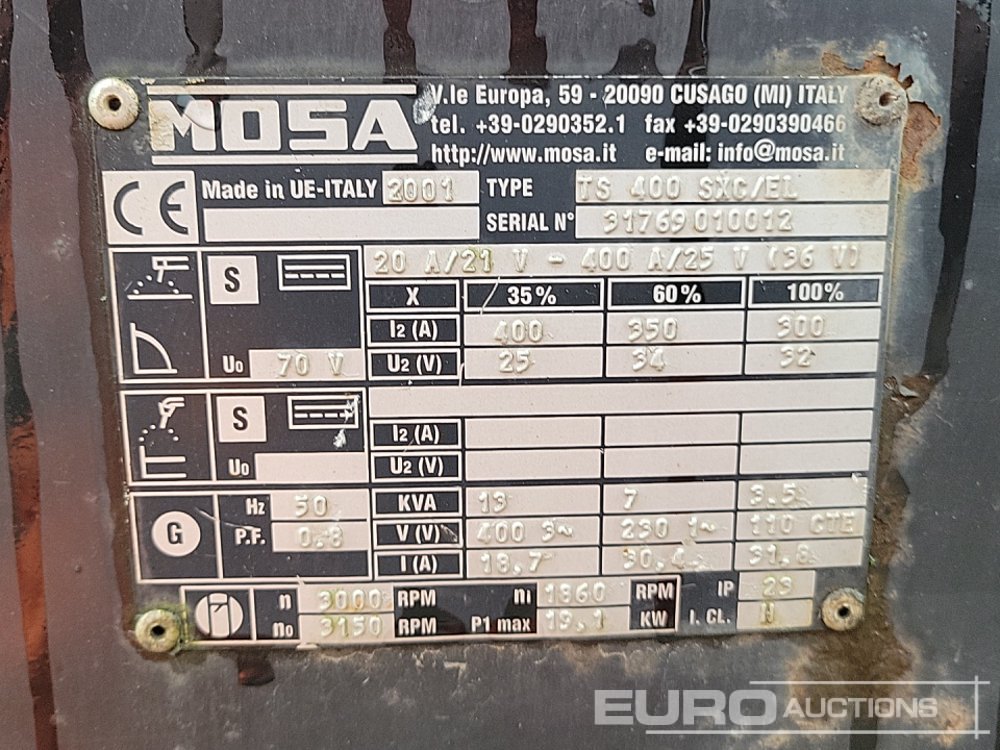 MOSA
V.le Europa, 59 - 20090 CUSAGO (MI) ITALY
tel. +39-0290352.1 fax +39-0290390466
http://www.mosa.it e-mail: info@mosa.it
CE Made in UE-ITALY 2001 TYPE TS 400 SXC/EL
SERIAL N° 31769010012
S 20 A/21 V - 400 A/25 V (36 V)
X 35% 60% 100%
I2 (A) 400 350 300
U0 70 V U2 (V) 25 34 32
S
I2 (A)
U0 U2 (V)
G Hz 50 KVA 13 7 3.5
P.F. 0.8 V (V) 400 3~ 230 1~ 110 CTE
I (A) 18.7 30.4 31.8
n 3000 RPM n1 1860 RPM IP 23
n0 3150 RPM P1 max 19.1 KW I. CL. H
EURO AUCTIONS